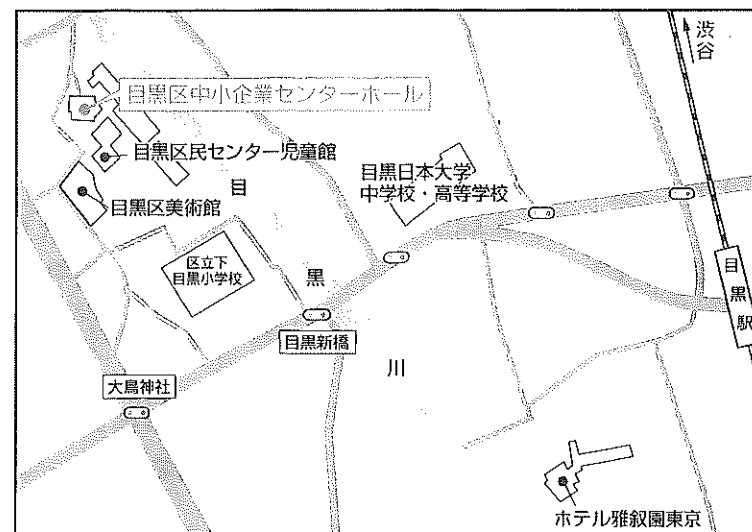 渋谷
目黒区中小企業センターホール
目黒区民センター児童館
目黒日本大学
中学校・高等学校
目黒区美術館
目
区立下
目黒小学校
黒
目黒駅
目黒新橋
川
大鳥神社
ホテル雅叙園東京